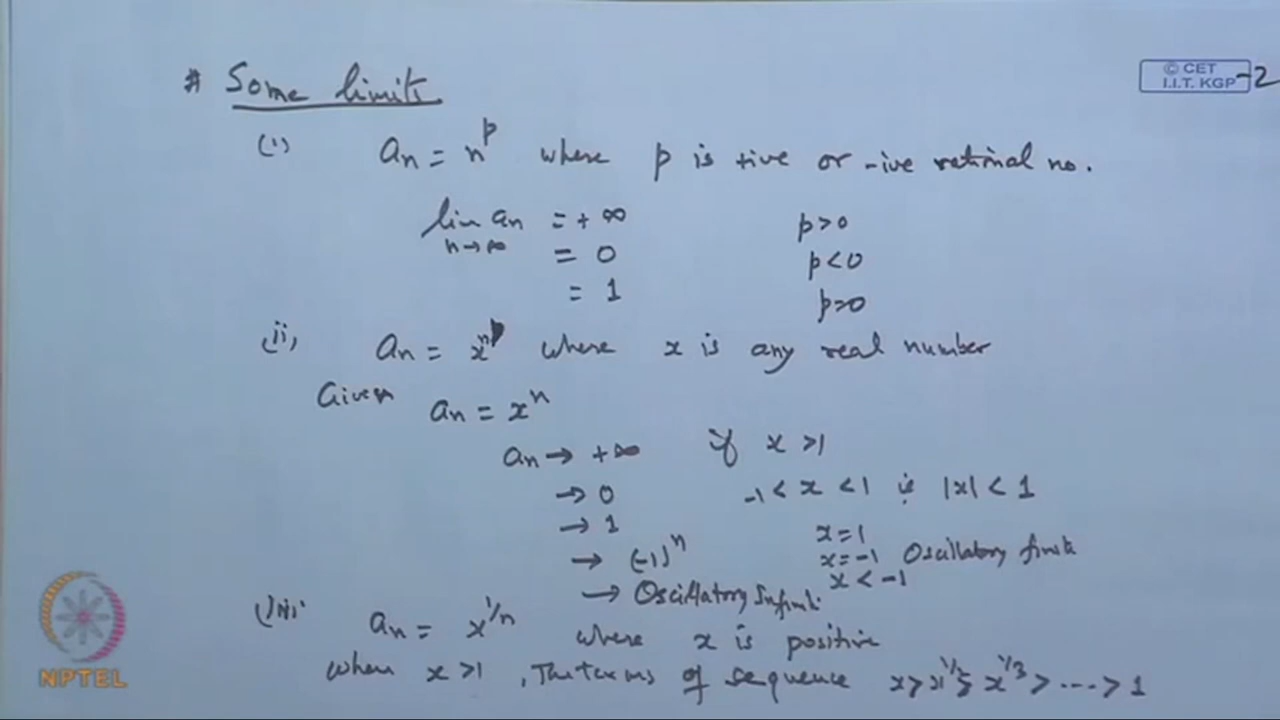 # Some limits
© CET
I.I.T. KGP -2
(i) an = n^p where p is +ive or -ive rational no.
lim an = + ∞ p>0
n→∞ = 0 p<0
= 1 p=0
(ii) an = x^n where x is any real number
Given an = x^n
an → +∞ if x >1
→ 0 -1 < x < 1 ie |x| < 1
→ 1 x=1
→ (-1)^n x=-1 Oscillatory finite
→ Oscillatory Infinite x < -1
(iii) an = x^1/n where x is positive
when x >1, The terms of sequence x > x^1/2 > x^1/3 > ---- > 1
NPTEL